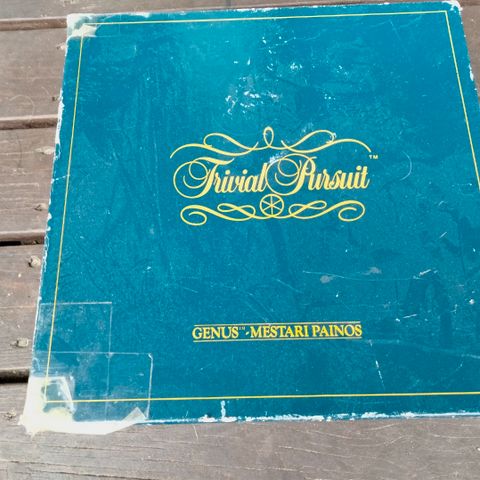 Trivial Pursuit™
GENUS™-MESTARI PAINOS